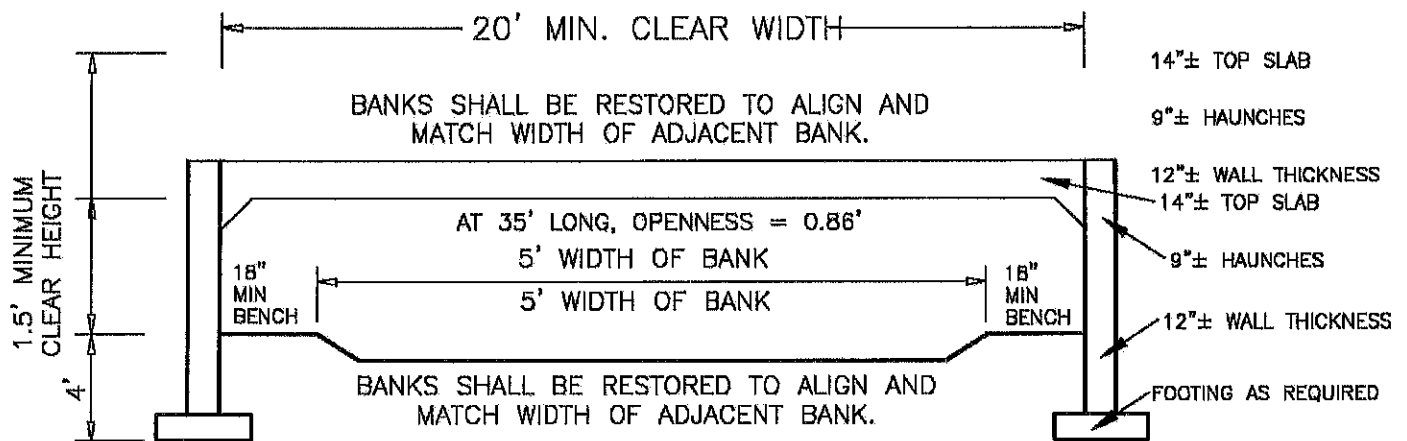 20' MIN. CLEAR WIDTH
14"± TOP SLAB
BANKS SHALL BE RESTORED TO ALIGN AND
MATCH WIDTH OF ADJACENT BANK.
9"± HAUNCHES
12"± WALL THICKNESS
14"± TOP SLAB
1.5' MINIMUM
CLEAR HEIGHT
AT 35' LONG, OPENNESS = 0.86'
5' WIDTH OF BANK
9"± HAUNCHES
18"
MIN
BENCH
5' WIDTH OF BANK
18"
MIN
BENCH
12"± WALL THICKNESS
4'
BANKS SHALL BE RESTORED TO ALIGN AND
MATCH WIDTH OF ADJACENT BANK.
FOOTING AS REQUIRED